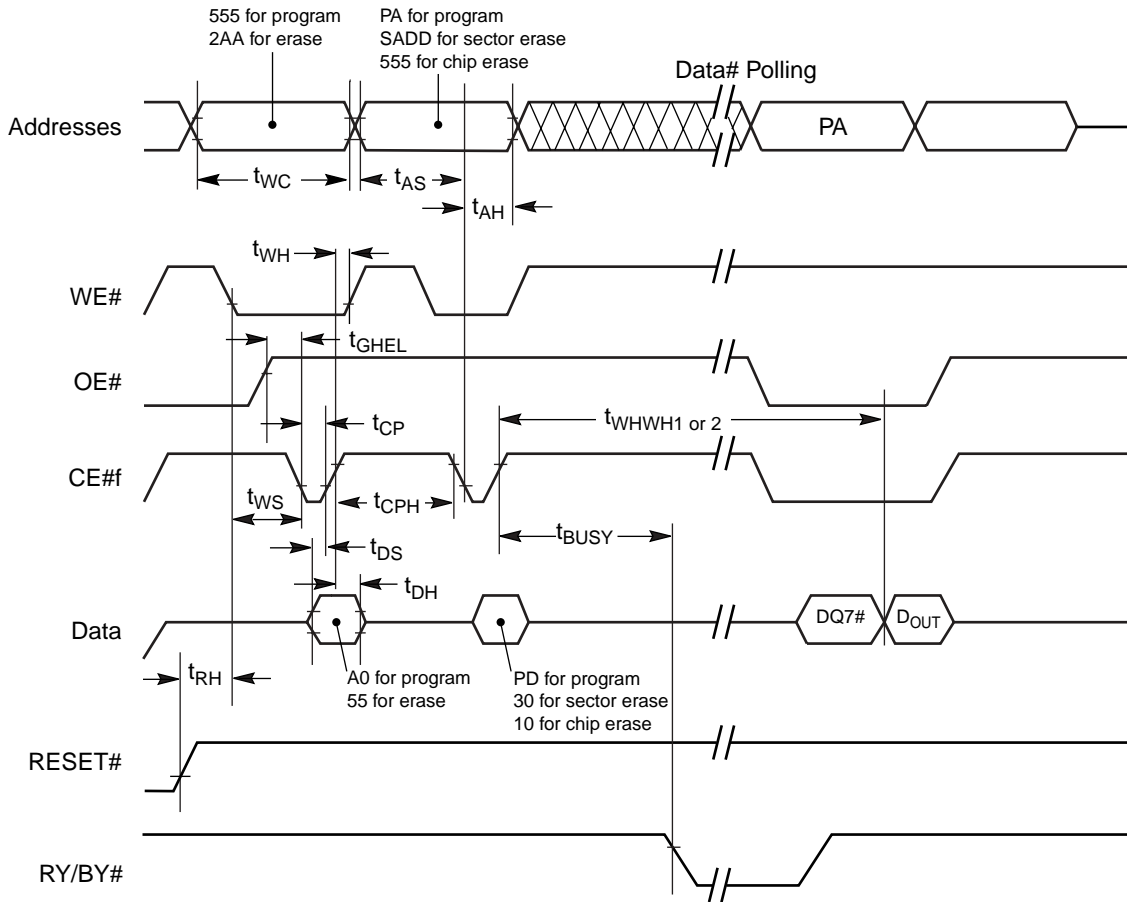 555 for program
2AA for erase
PA for program
SADD for sector erase
555 for chip erase
Data# Polling
Addresses
PA
tWC
tAS
tAH
tWH
WE#
tGHEL
OE#
tWHWH1 or 2
tCP
CE#f
tWS
tCPH
tBUSY
tDS
tDH
Data
DQ7#
DOUT
tRH
A0 for program
55 for erase
PD for program
30 for sector erase
10 for chip erase
RESET#
RY/BY#